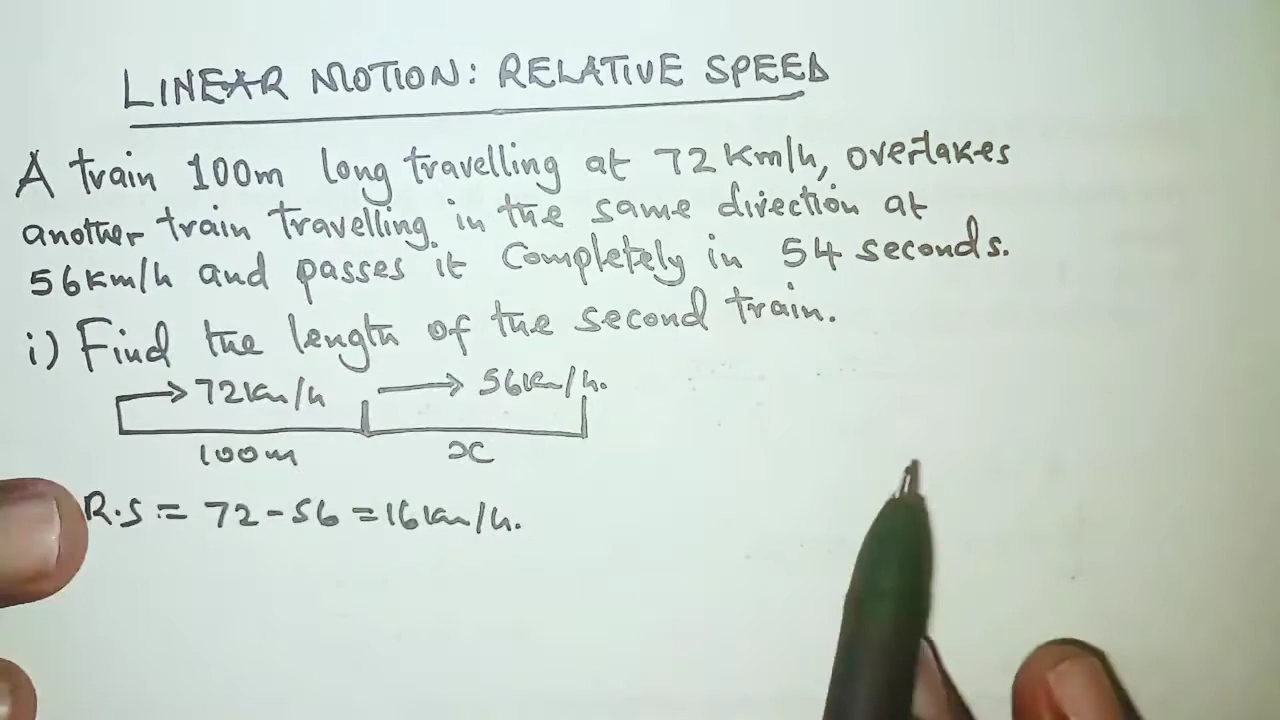 LINEAR MOTION: RELATIVE SPEED
A train 100m long travelling at 72 Km/h, overtakes
another train travelling in the same direction at
56Km/h and passes it completely in 54 seconds.
i) Find the length of the second train.
72Km/h 56Km/h.
100m x
R.S = 72 - 56 = 16 Km/h.